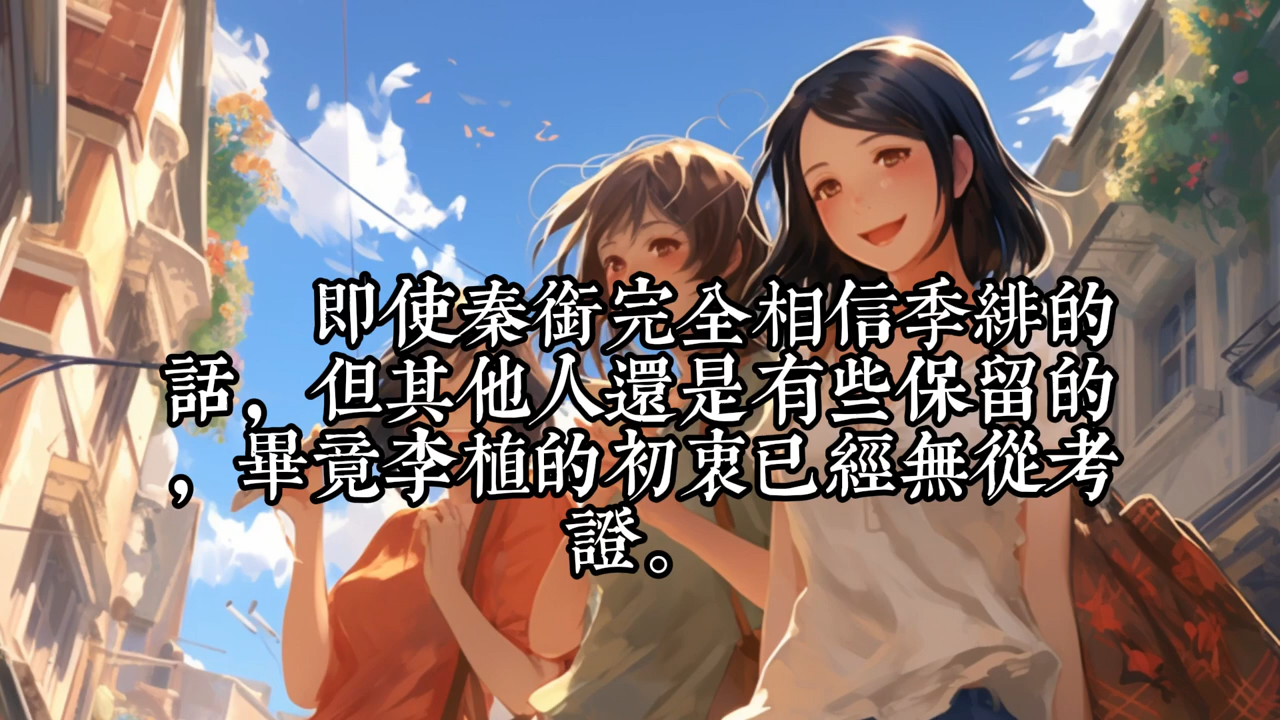 即使秦銜完全相信季緋的
話，但其他人還是有些保留的
，畢竟李植的初衷已經無從考
證。